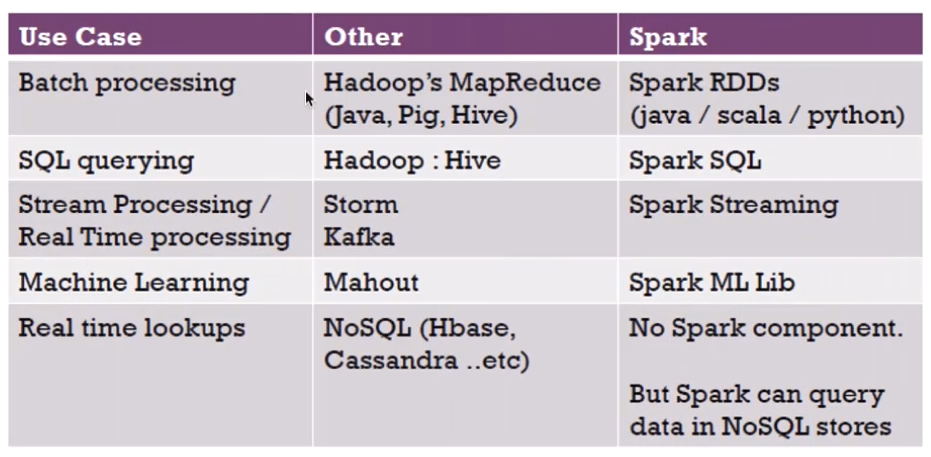 Use Case
Other
Spark
Batch processing
Hadoop's MapReduce
(Java, Pig, Hive)
Spark RDDs
(java / scala / python)
SQL querying
Hadoop : Hive
Spark SQL
Stream Processing /
Real Time processing
Storm
Kafka
Spark Streaming
Machine Learning
Mahout
Spark ML Lib
Real time lookups
NoSQL (Hbase,
Cassandra ..etc)
No Spark component.
But Spark can query
data in NoSQL stores